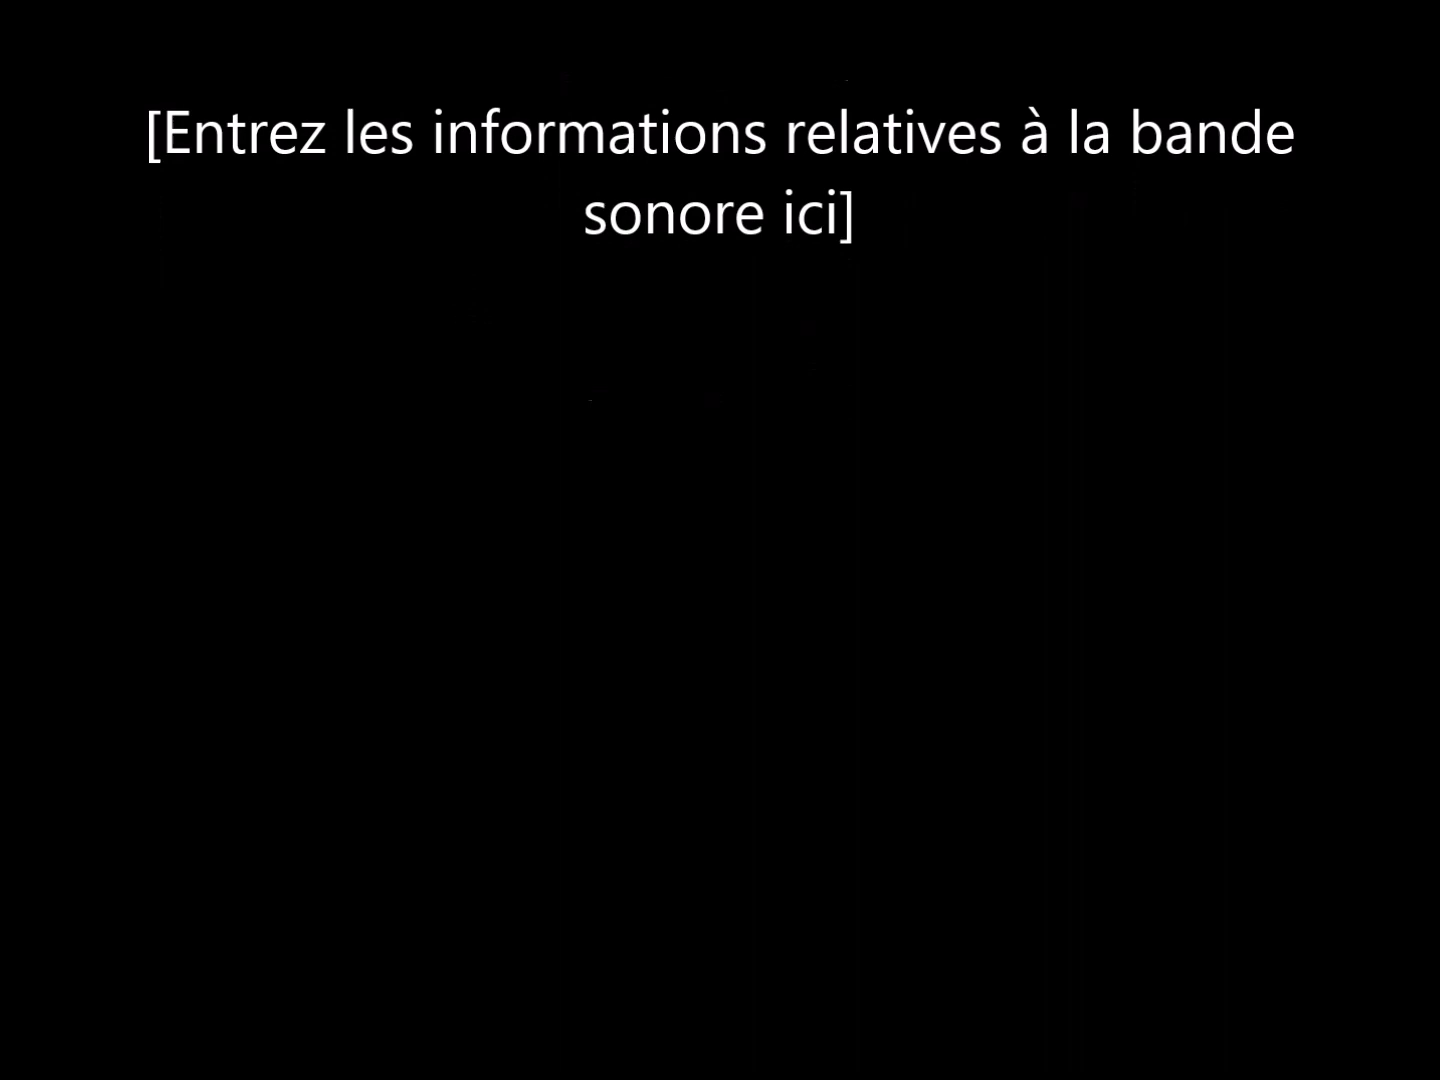 [Entrez les informations relatives à la bande
sonore ici]